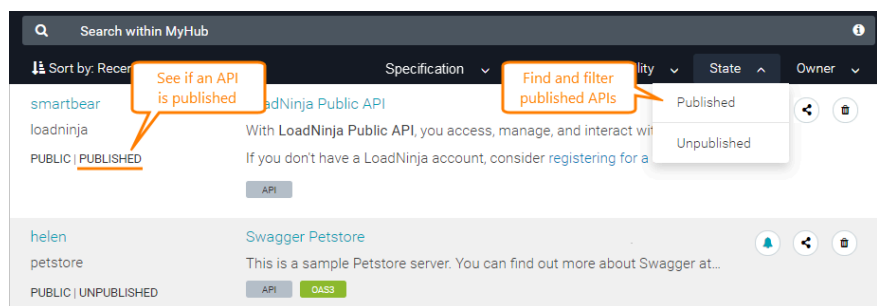 Search within MyHub
Sort by: Recen
See if an API
is published
Specification
Find and filter
published APIs
lity
State
Owner
Published
Unpublished
smartbear
loadninja
PUBLIC | PUBLISHED
adNinja Public API
With LoadNinja Public API, you access, manage, and interact wi
If you don't have a LoadNinja account, consider registering for a
API
helen
petstore
PUBLIC | UNPUBLISHED
Swagger Petstore
This is a sample Petstore server. You can find out more about Swagger at...
API OAS3